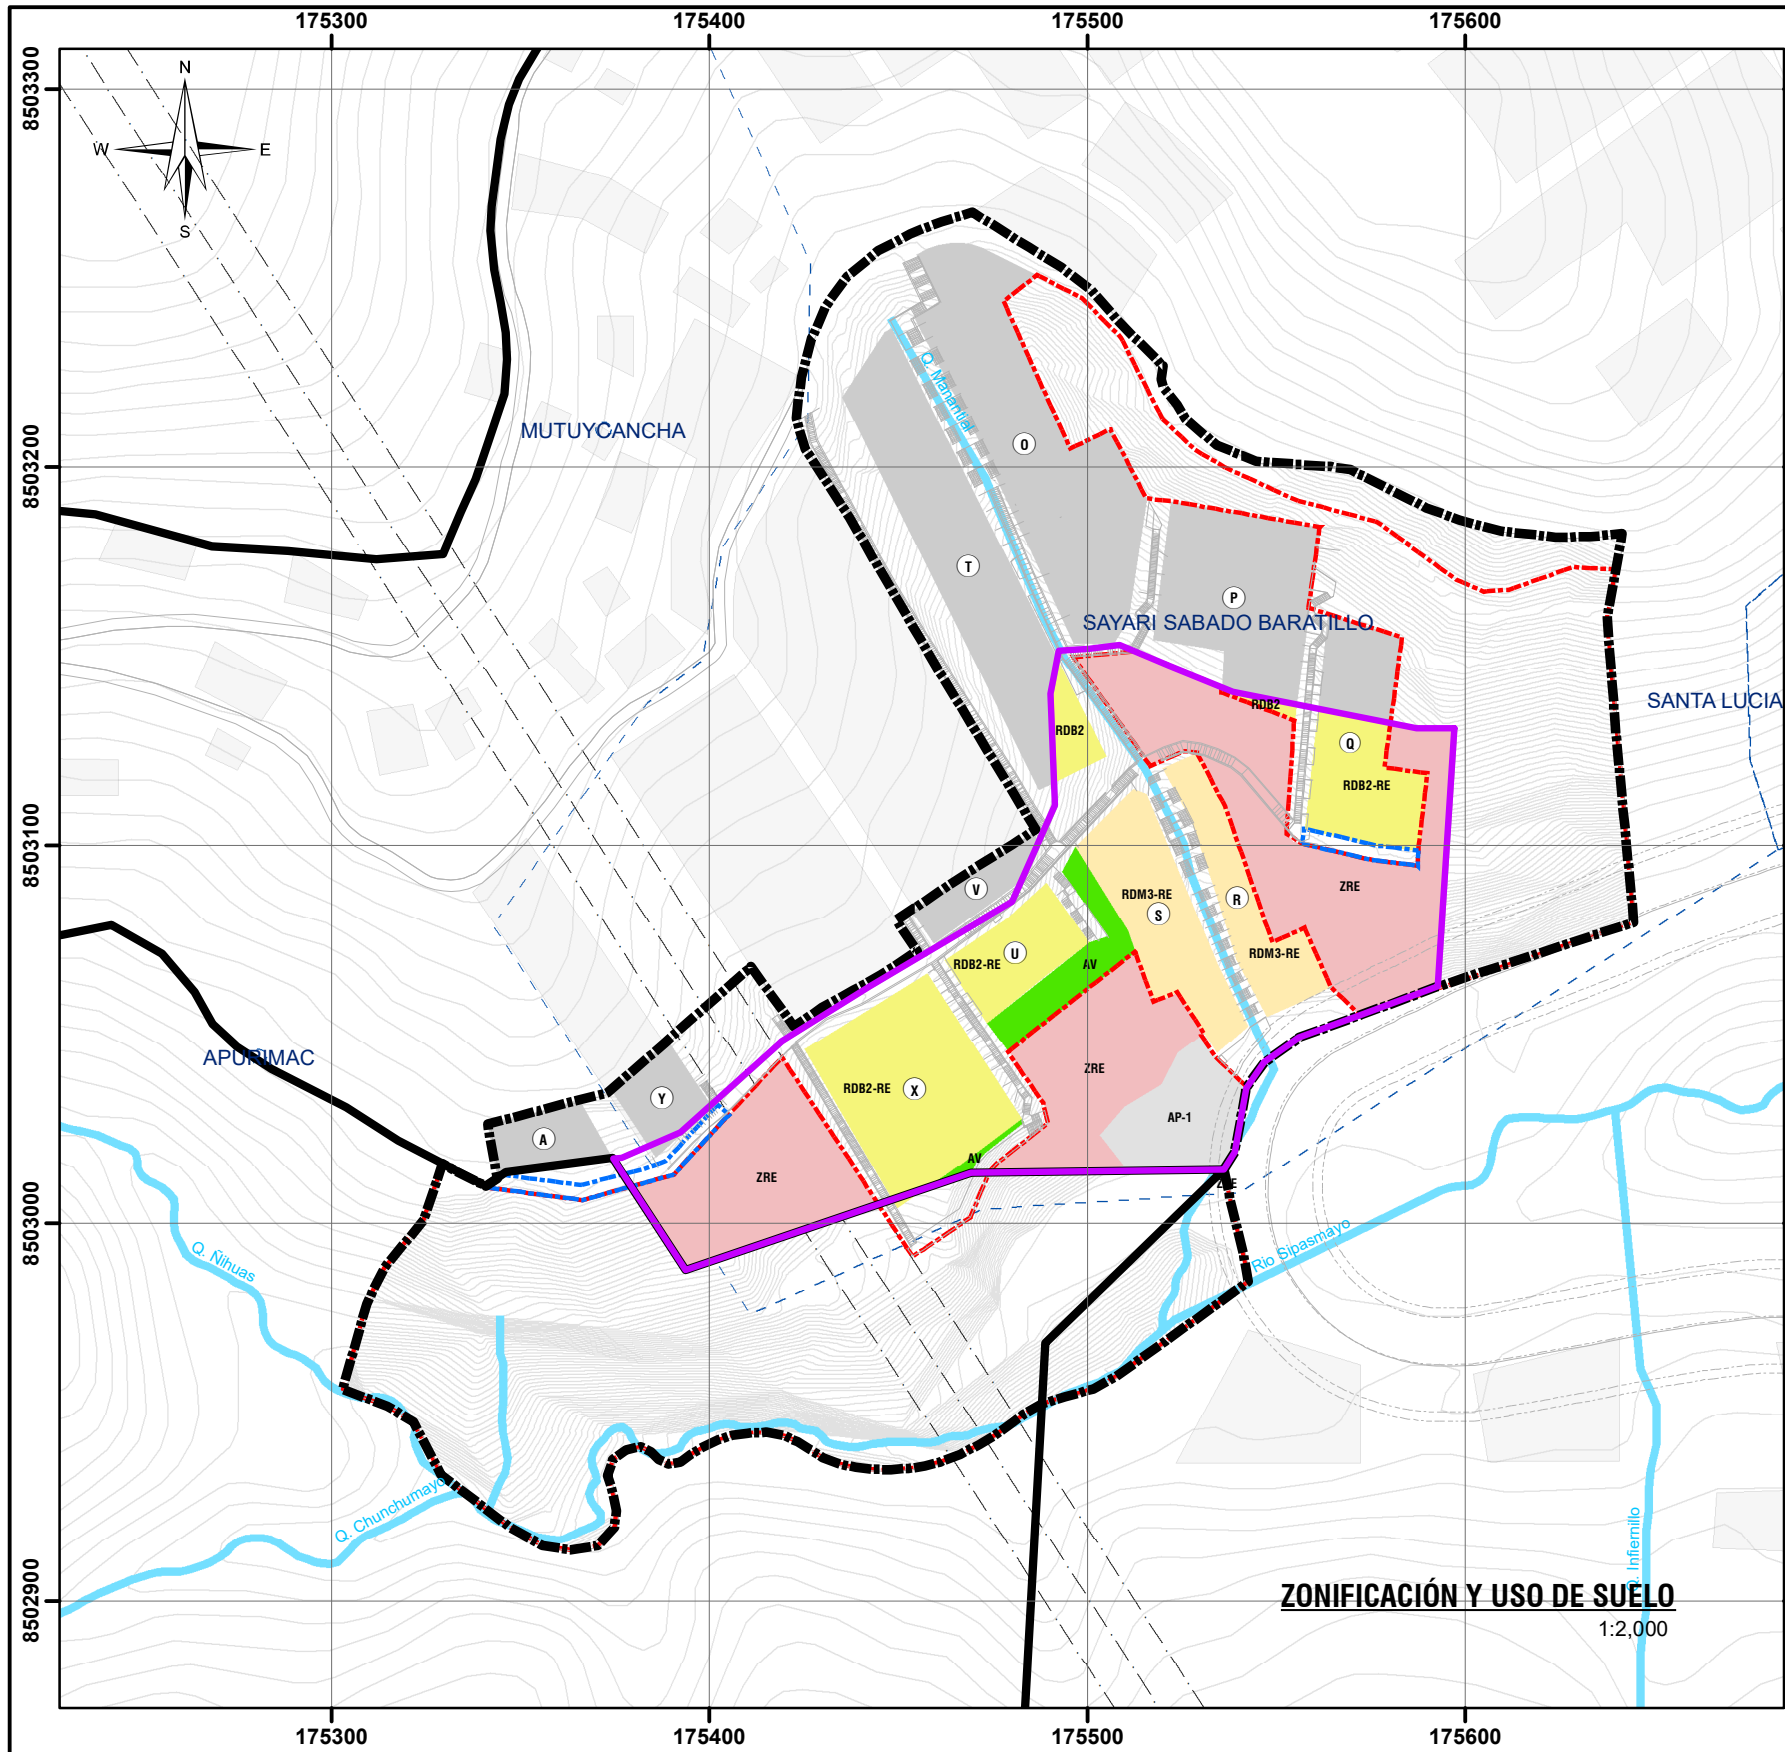 175300 175400 175500 175600
8503300
N
W E
S
Q. Manantial
MUTUYCANCHA
O
8503200
T
P
SAYARI SABADO BARATILLO
SANTA LUCIA
RDB2
RDB2
Q
RDB2-RE
8503100
ZRE
V
RDM3-RE
S
R
U
RDB2-RE
AV
RDM3-RE
APURIMAC
ZRE
RDB2-RE
X
Y
AP-1
A
AV
ZRE
ZRE
8503000
Q. Ñihuas
Rio Sipasmayo
Q. Chunchumayo
Q. Infiernillo
8502900
ZONIFICACIÓN Y USO DE SUELO
1:2,000
175300 175400 175500 175600